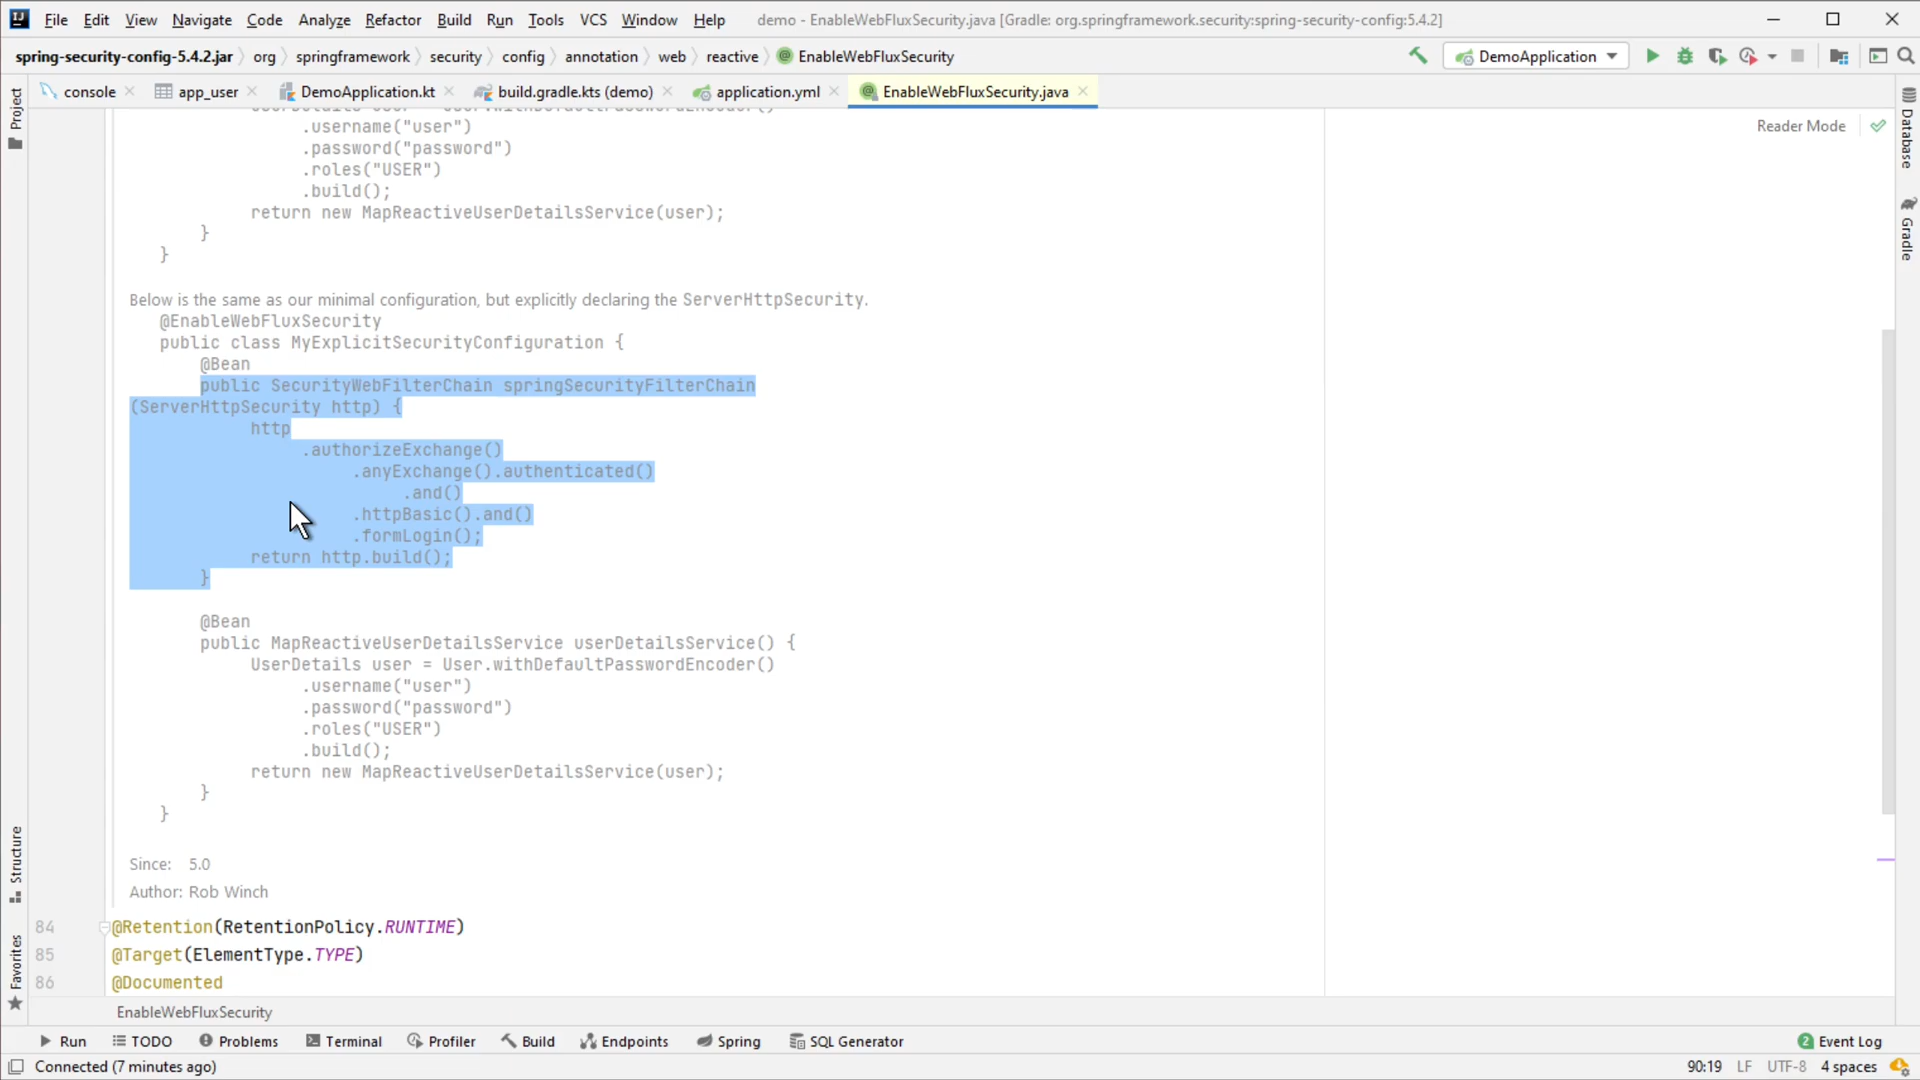 File Edit View Navigate Code Analyze Refactor Build Run Tools VCS Window Help demo - EnableWebFluxSecurity.java [Gradle: org.springframework.security:spring-security-config:5.4.2]
spring-security-config-5.4.2.jar org springframework security config annotation web reactive EnableWebFluxSecurity DemoApplication
console app_user DemoApplication.kt build.gradle.kts (demo) application.yml EnableWebFluxSecurity.java
Project
Reader Mode
Database
Gradle
.username("user")
.password("password")
.roles("USER")
.build();
return new MapReactiveUserDetailsService(user);
}
}
Below is the same as our minimal configuration, but explicitly declaring the ServerHttpSecurity.
@EnableWebFluxSecurity
public class MyExplicitSecurityConfiguration {
@Bean
public SecurityWebFilterChain springSecurityFilterChain
(ServerHttpSecurity http) {
http
.authorizeExchange()
.anyExchange().authenticated()
.and()
.httpBasic().and()
.formLogin();
return http.build();
}
@Bean
public MapReactiveUserDetailsService userDetailsService() {
UserDetails user = User.withDefaultPasswordEncoder()
.username("user")
.password("password")
.roles("USER")
.build();
return new MapReactiveUserDetailsService(user);
}
}
Since: 5.0
Author: Rob Winch
Structure
Favorites
84 @Retention(RetentionPolicy.RUNTIME)
85 @Target(ElementType.TYPE)
86 @Documented
EnableWebFluxSecurity
Run TODO Problems Terminal Profiler Build Endpoints Spring SQL Generator 2 Event Log
Connected (7 minutes ago) 90:19 LF UTF-8 4 spaces